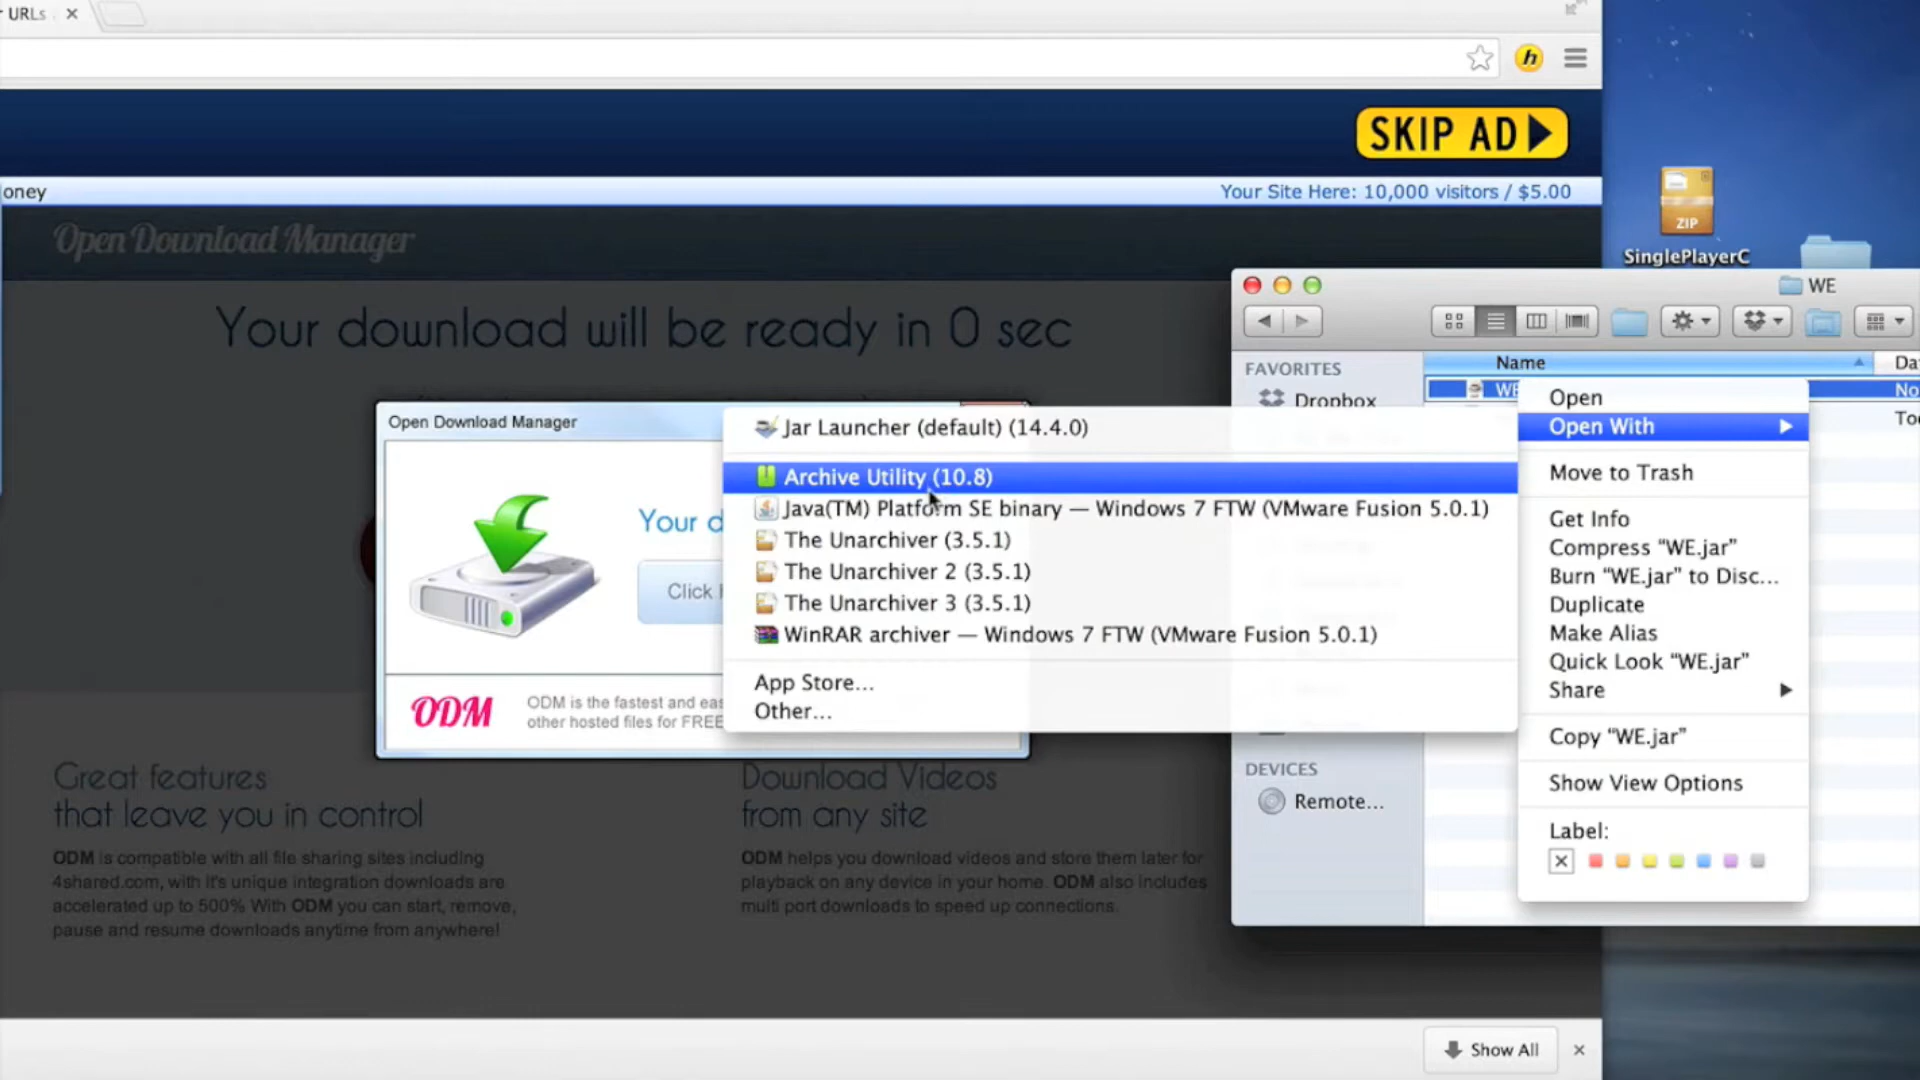 URLs
h
SKIP AD
oney
Your Site Here: 10,000 visitors / $5.00
Open Download Manager
Your download will be ready in 0 sec
ZIP
SinglePlayerC
WE
FAVORITES
Dropbox
Name
Da
WE
No
To
Open
Open With
Move to Trash
Get Info
Compress “WE.jar”
Burn “WE.jar” to Disc...
Duplicate
Make Alias
Quick Look “WE.jar”
Share
Copy “WE.jar”
Show View Options
Label:
Open Download Manager
Your d
Click
ODM
ODM is the fastest and eas
other hosted files for FREE
Jar Launcher (default) (14.4.0)
Archive Utility (10.8)
Java(TM) Platform SE binary — Windows 7 FTW (VMware Fusion 5.0.1)
The Unarchiver (3.5.1)
The Unarchiver 2 (3.5.1)
The Unarchiver 3 (3.5.1)
WinRAR archiver — Windows 7 FTW (VMware Fusion 5.0.1)
App Store...
Other...
DEVICES
Remote...
Great features
that leave you in control
ODM is compatible with all file sharing sites including
4shared.com, with it's unique integration downloads are
accelerated up to 500% With ODM you can start, remove,
pause and resume downloads anytime from anywhere!
Download Videos
from any site
ODM helps you download videos and store them later for
playback on any device in your home. ODM also includes
multi port downloads to speed up connections.
Show All